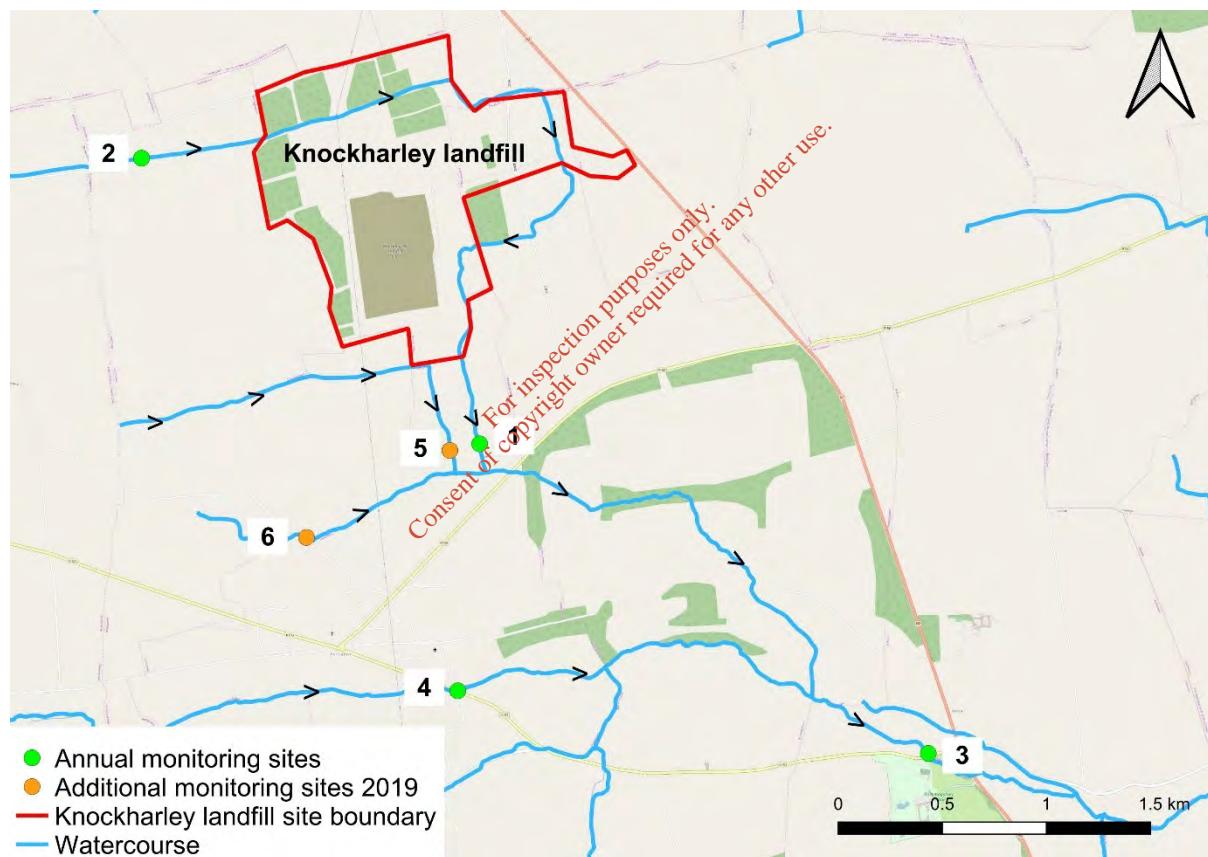 2
Knockharley landfill
For inspection purposes only.
Consent of copyright owner required for any other use.
5
1
6
4
3
Annual monitoring sites
Additional monitoring sites 2019
Knockharley landfill site boundary
Watercourse
0 0.5 1 1.5 km